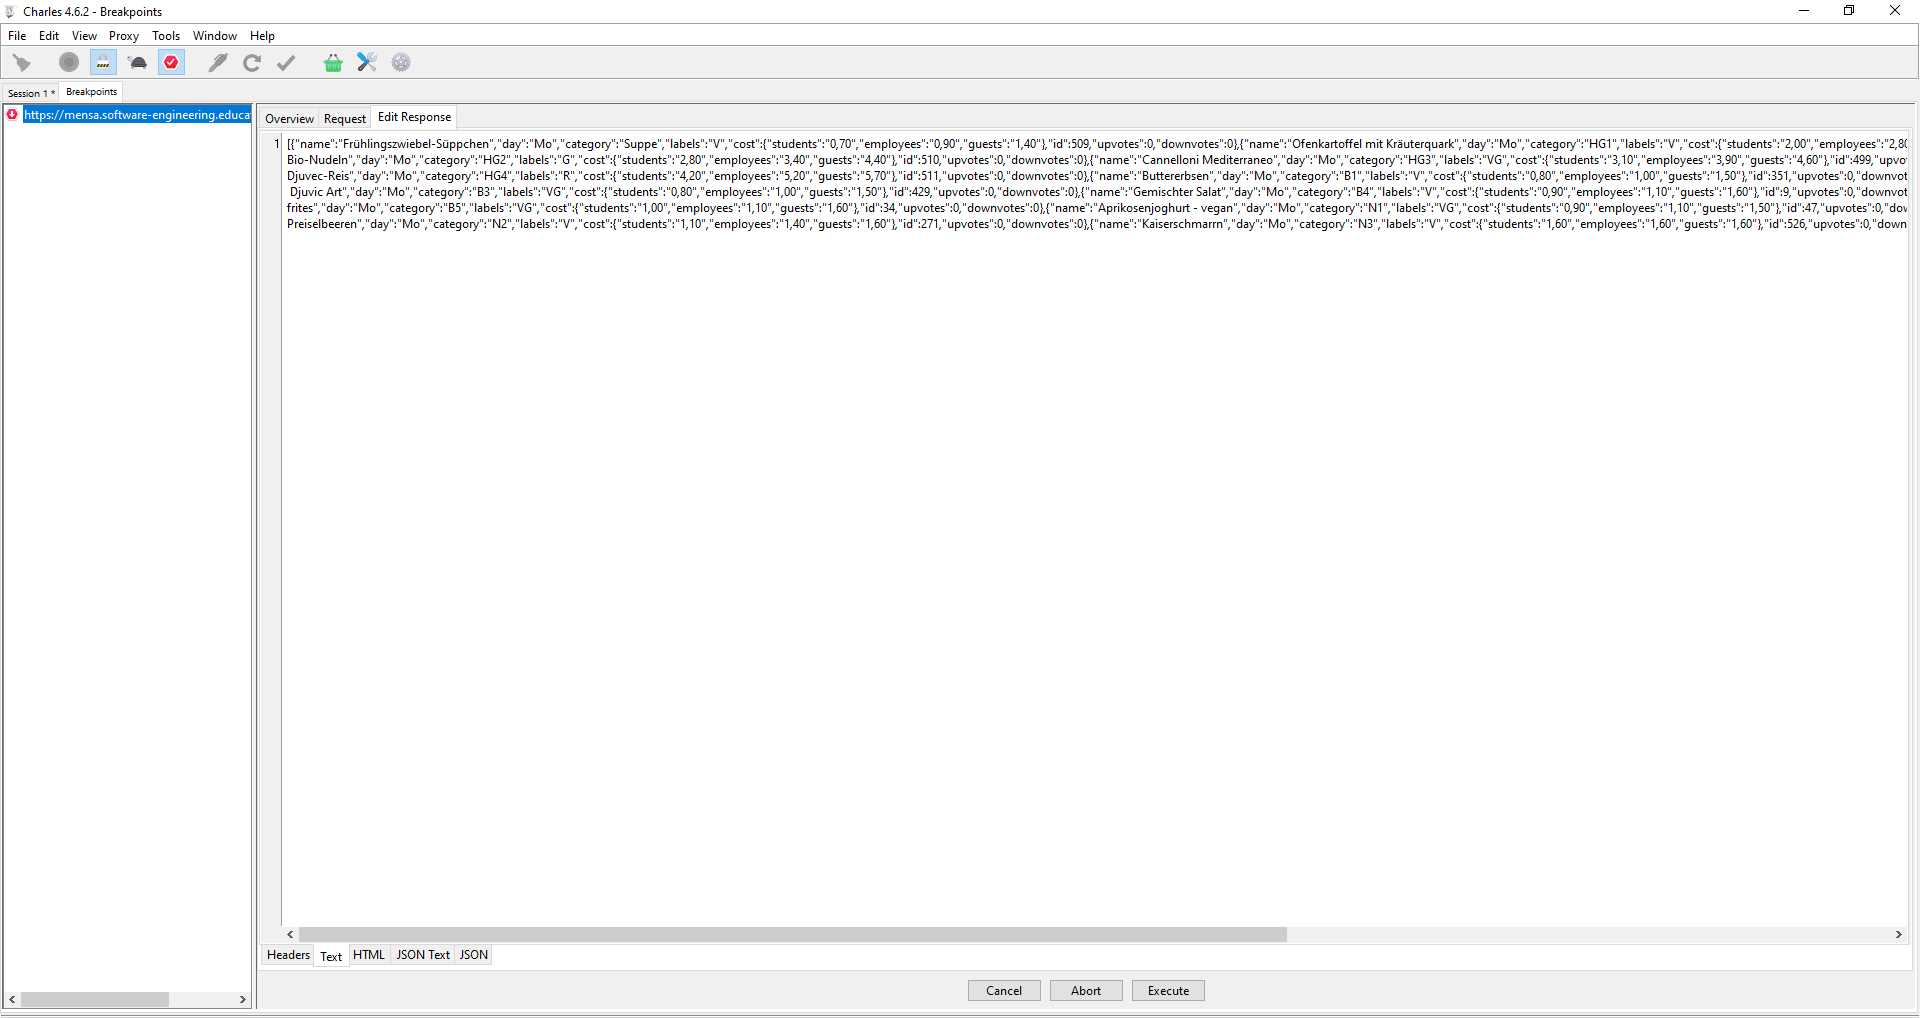 Charles 4.6.2 - Breakpoints
File Edit View Proxy Tools Window Help
Session 1 * Breakpoints
https://mensa.software-engineering.educa
Overview Request Edit Response
1 [{"name":"Frühlingszwiebel-Süppchen","day":"Mo","category":"Suppe","labels":"V","cost":{"students":"0,70","employees":"0,90","guests":"1,40"},"id":509,"upvotes":0,"downvotes":0},{"name":"Ofenkartoffel mit Kräuterquark","day":"Mo","category":"HG1","labels":"V","cost":{"students":"2,00","employees":"2,80
Bio-Nudeln","day":"Mo","category":"HG2","labels":"G","cost":{"students":"2,80","employees":"3,40","guests":"4,40"},"id":510,"upvotes":0,"downvotes":0},{"name":"Cannelloni Mediterraneo","day":"Mo","category":"HG3","labels":"VG","cost":{"students":"3,10","employees":"3,90","guests":"4,60"},"id":499,"upvo
Djuvec-Reis","day":"Mo","category":"HG4","labels":"R","cost":{"students":"4,20","employees":"5,20","guests":"5,70"},"id":511,"upvotes":0,"downvotes":0},{"name":"Buttererbsen","day":"Mo","category":"B1","labels":"V","cost":{"students":"0,80","employees":"1,00","guests":"1,50"},"id":351,"upvotes":0,"downvot
Djuvic Art","day":"Mo","category":"B3","labels":"VG","cost":{"students":"0,80","employees":"1,00","guests":"1,50"},"id":429,"upvotes":0,"downvotes":0},{"name":"Gemischter Salat","day":"Mo","category":"B4","labels":"V","cost":{"students":"0,90","employees":"1,10","guests":"1,60"},"id":9,"upvotes":0,"downvot
frites","day":"Mo","category":"B5","labels":"VG","cost":{"students":"1,00","employees":"1,10","guests":"1,60"},"id":34,"upvotes":0,"downvotes":0},{"name":"Aprikosenjoghurt - vegan","day":"Mo","category":"N1","labels":"VG","cost":{"students":"0,90","employees":"1,10","guests":"1,50"},"id":47,"upvotes":0,"dow
Preiselbeeren","day":"Mo","category":"N2","labels":"V","cost":{"students":"1,10","employees":"1,40","guests":"1,60"},"id":271,"upvotes":0,"downvotes":0},{"name":"Kaiserschmarrn","day":"Mo","category":"N3","labels":"V","cost":{"students":"1,60","employees":"1,60","guests":"1,60"},"id":526,"upvotes":0,"down
Headers Text HTML JSON Text JSON
Cancel Abort Execute